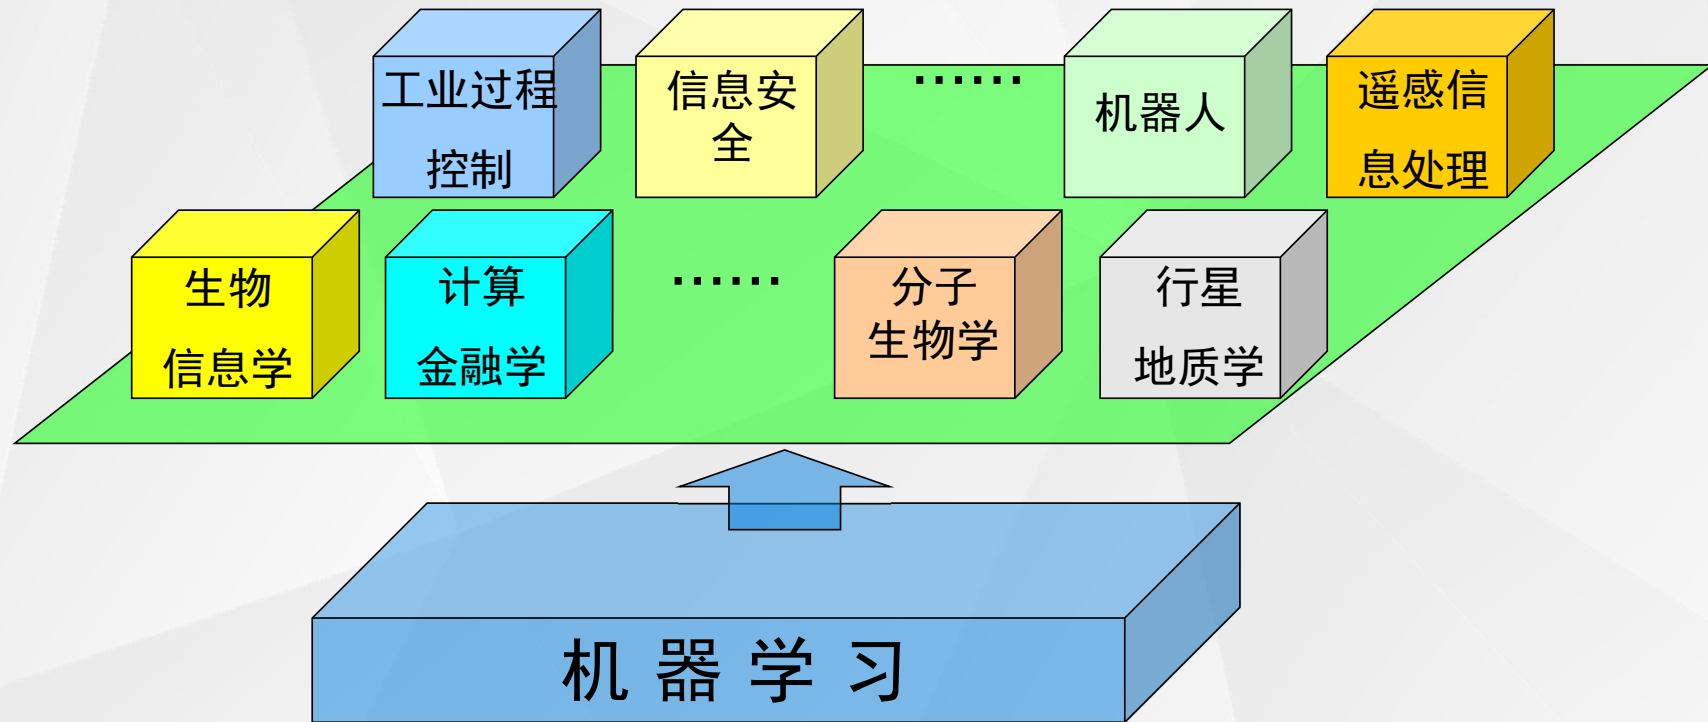 工业过程
控制
信息安
全
......
机器人
遥感信
息处理
生物
信息学
计算
金融学
......
分子
生物学
行星
地质学
机器学习